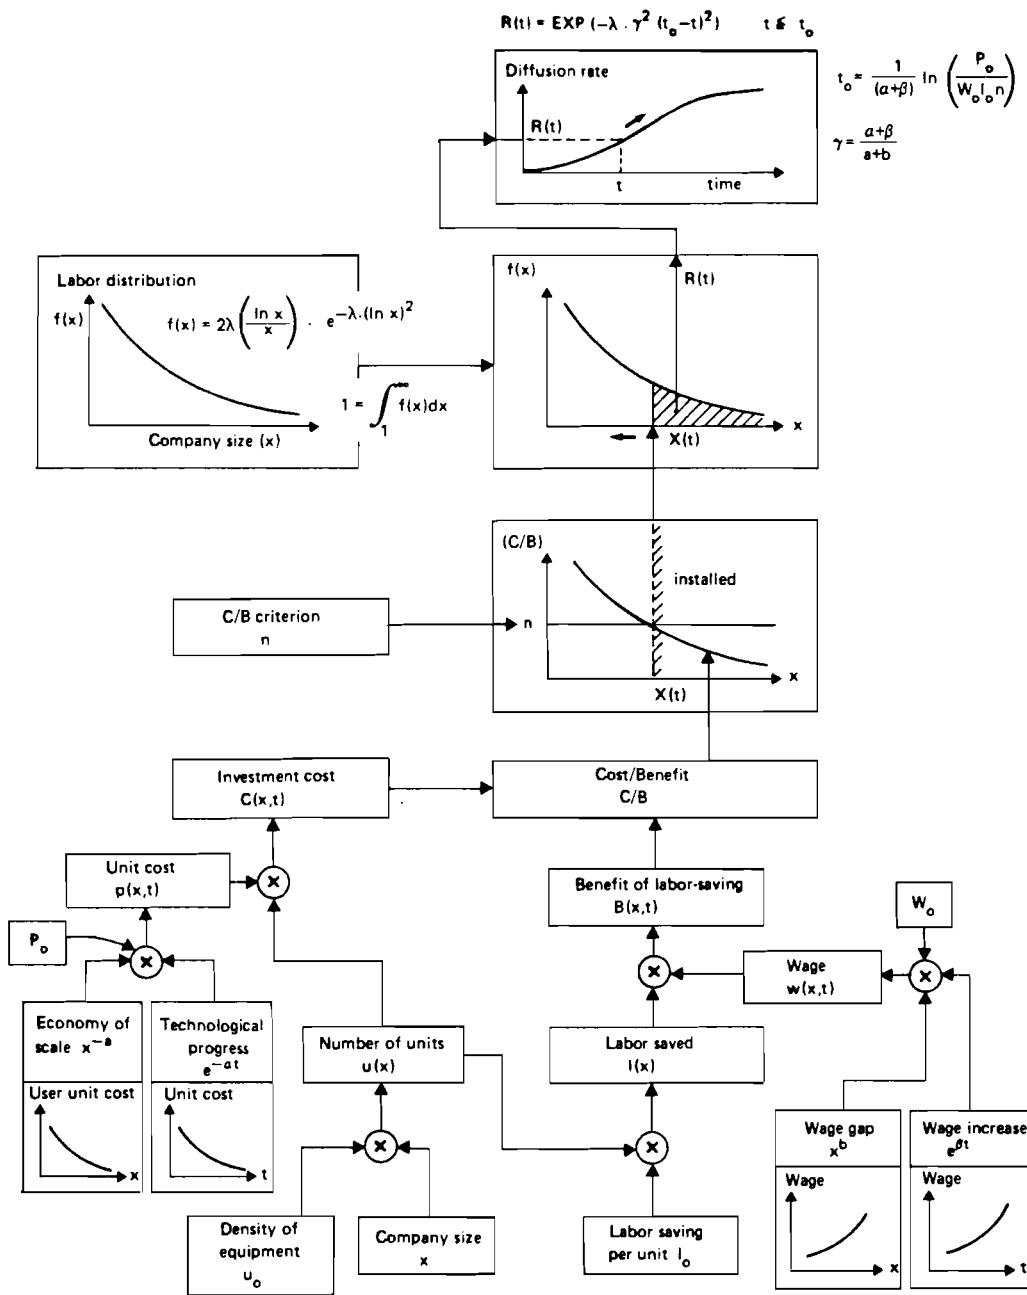 R(t) = EXP (−λ . γ² (t₀−t)²) t ≤ t₀
Diffusion rate
R(t)
t
time
t₀ = 1/(α+β) ln (P₀/(W₀l₀n))
γ = (α+β)/(a+b)
Labor distribution
f(x)
f(x) = 2λ (ln x/x) . e^(−λ.(ln x)²)
1 = ∫₁^∞ f(x)dx
Company size (x)
f(x)
R(t)
X(t)
x
(C/B)
installed
n
X(t)
x
C/B criterion
n
Investment cost
C(x,t)
Cost/Benefit
C/B
Unit cost
p(x,t)
×
Benefit of labor-saving
B(x,t)
W₀
P₀
×
×
Wage
w(x,t)
×
Economy of
scale x^(−a)
User unit cost
x
Technological
progress
e^(−αt)
Unit cost
t
Number of units
u(x)
Labor saved
l(x)
×
×
Wage gap
x^b
Wage
x
Wage increase
e^(βt)
Wage
t
Density of
equipment
u₀
Company size
x
Labor saving
per unit l₀